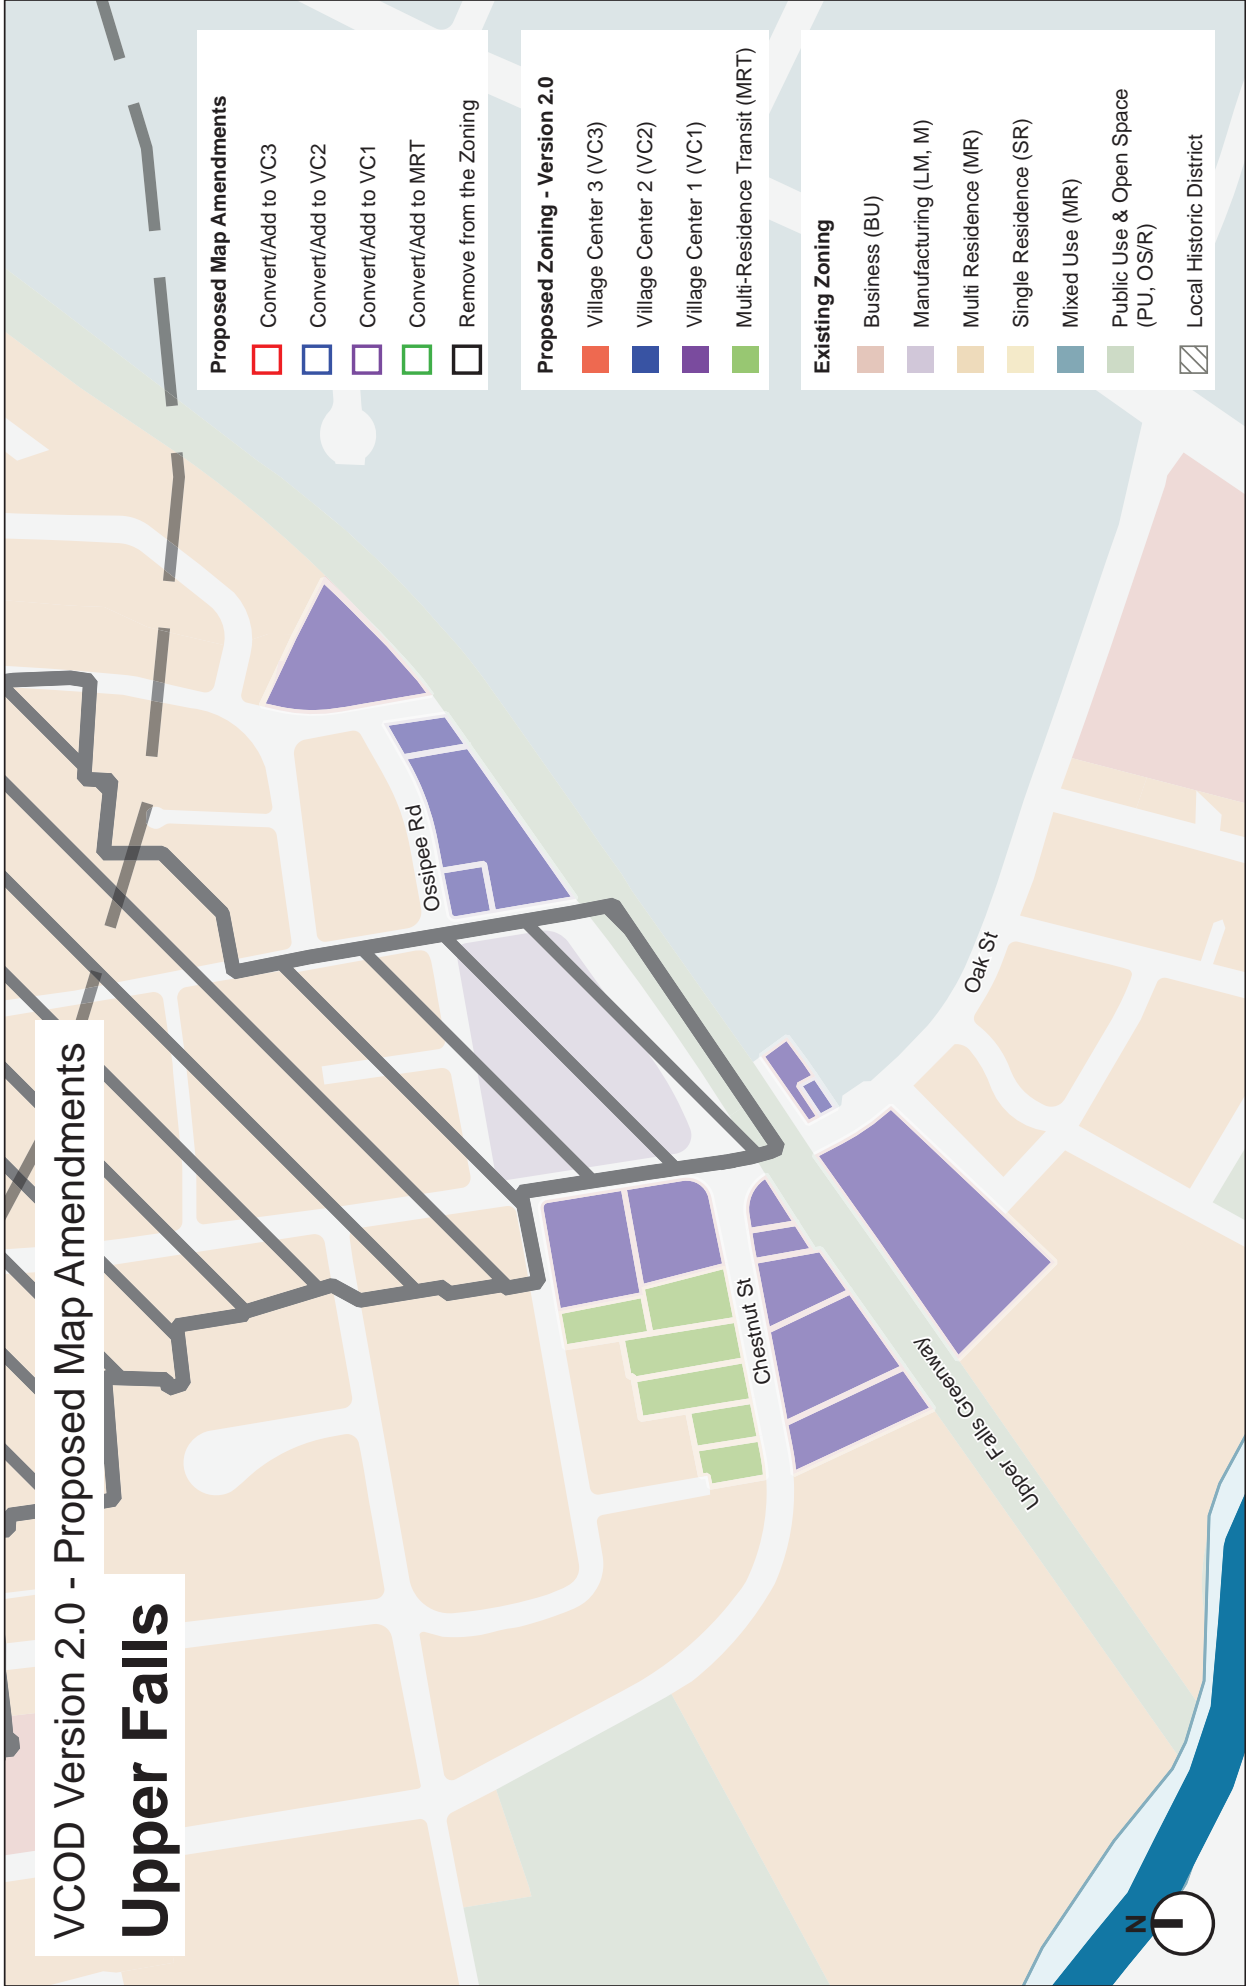 VCOD Version 2.0 - Proposed Map Amendments
Upper Falls
Proposed Map Amendments
Convert/Add to VC3
Convert/Add to VC2
Convert/Add to VC1
Convert/Add to MRT
Remove from the Zoning
Proposed Zoning - Version 2.0
Village Center 3 (VC3)
Village Center 2 (VC2)
Village Center 1 (VC1)
Multi-Residence Transit (MRT)
Existing Zoning
Business (BU)
Manufacturing (LM, M)
Multi Residence (MR)
Single Residence (SR)
Mixed Use (MR)
Public Use & Open Space
(PU, OS/R)
Local Historic District
Ossipee Rd
Oak St
Chestnut St
Upper Falls Greenway
N